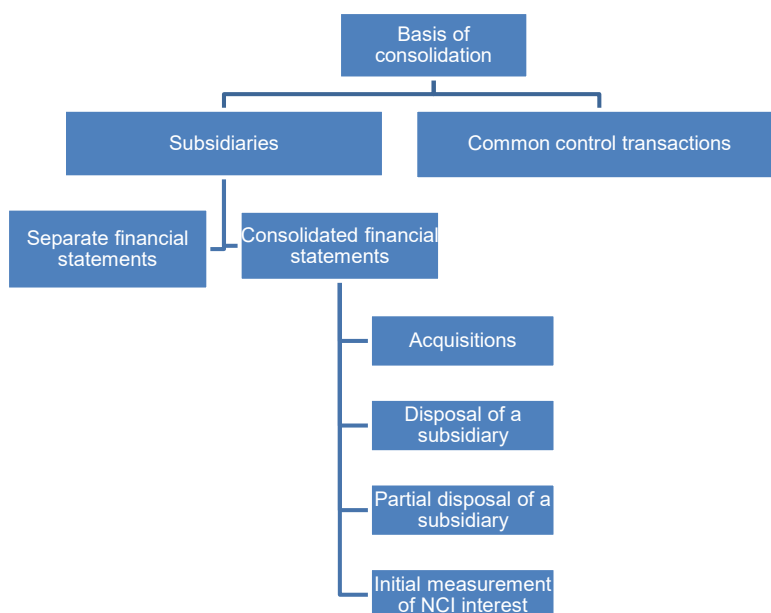 Basis of
consolidation
Subsidiaries
Common control transactions
Separate financial
statements
Consolidated financial
statements
Acquisitions
Disposal of a
subsidiary
Partial disposal of a
subsidiary
Initial measurement
of NCI interest